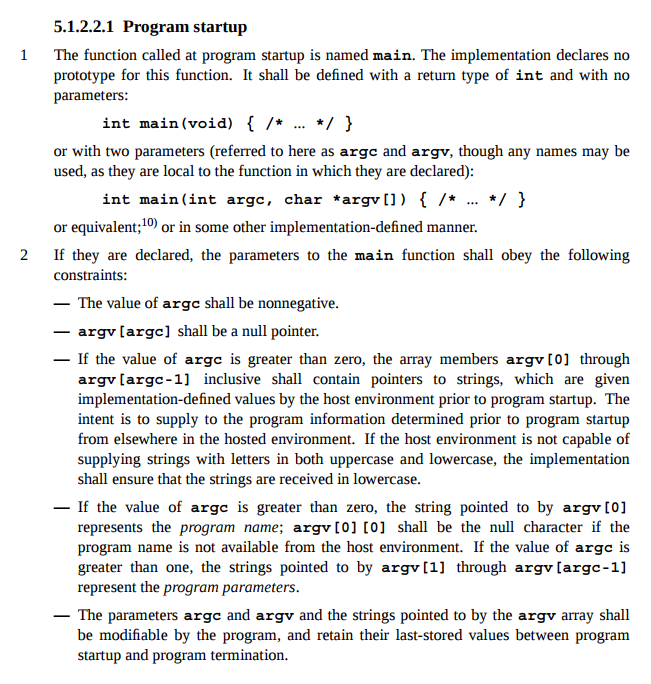 5.1.2.2.1 Program startup
1 The function called at program startup is named main. The implementation declares no
prototype for this function. It shall be defined with a return type of int and with no
parameters:
int main(void) { /* ... */ }
or with two parameters (referred to here as argc and argv, though any names may be
used, as they are local to the function in which they are declared):
int main(int argc, char *argv[]) { /* ... */ }
or equivalent;10) or in some other implementation-defined manner.
2 If they are declared, the parameters to the main function shall obey the following
constraints:
— The value of argc shall be nonnegative.
— argv[argc] shall be a null pointer.
— If the value of argc is greater than zero, the array members argv[0] through
argv[argc-1] inclusive shall contain pointers to strings, which are given
implementation-defined values by the host environment prior to program startup. The
intent is to supply to the program information determined prior to program startup
from elsewhere in the hosted environment. If the host environment is not capable of
supplying strings with letters in both uppercase and lowercase, the implementation
shall ensure that the strings are received in lowercase.
— If the value of argc is greater than zero, the string pointed to by argv[0]
represents the program name; argv[0][0] shall be the null character if the
program name is not available from the host environment. If the value of argc is
greater than one, the strings pointed to by argv[1] through argv[argc-1]
represent the program parameters.
— The parameters argc and argv and the strings pointed to by the argv array shall
be modifiable by the program, and retain their last-stored values between program
startup and program termination.